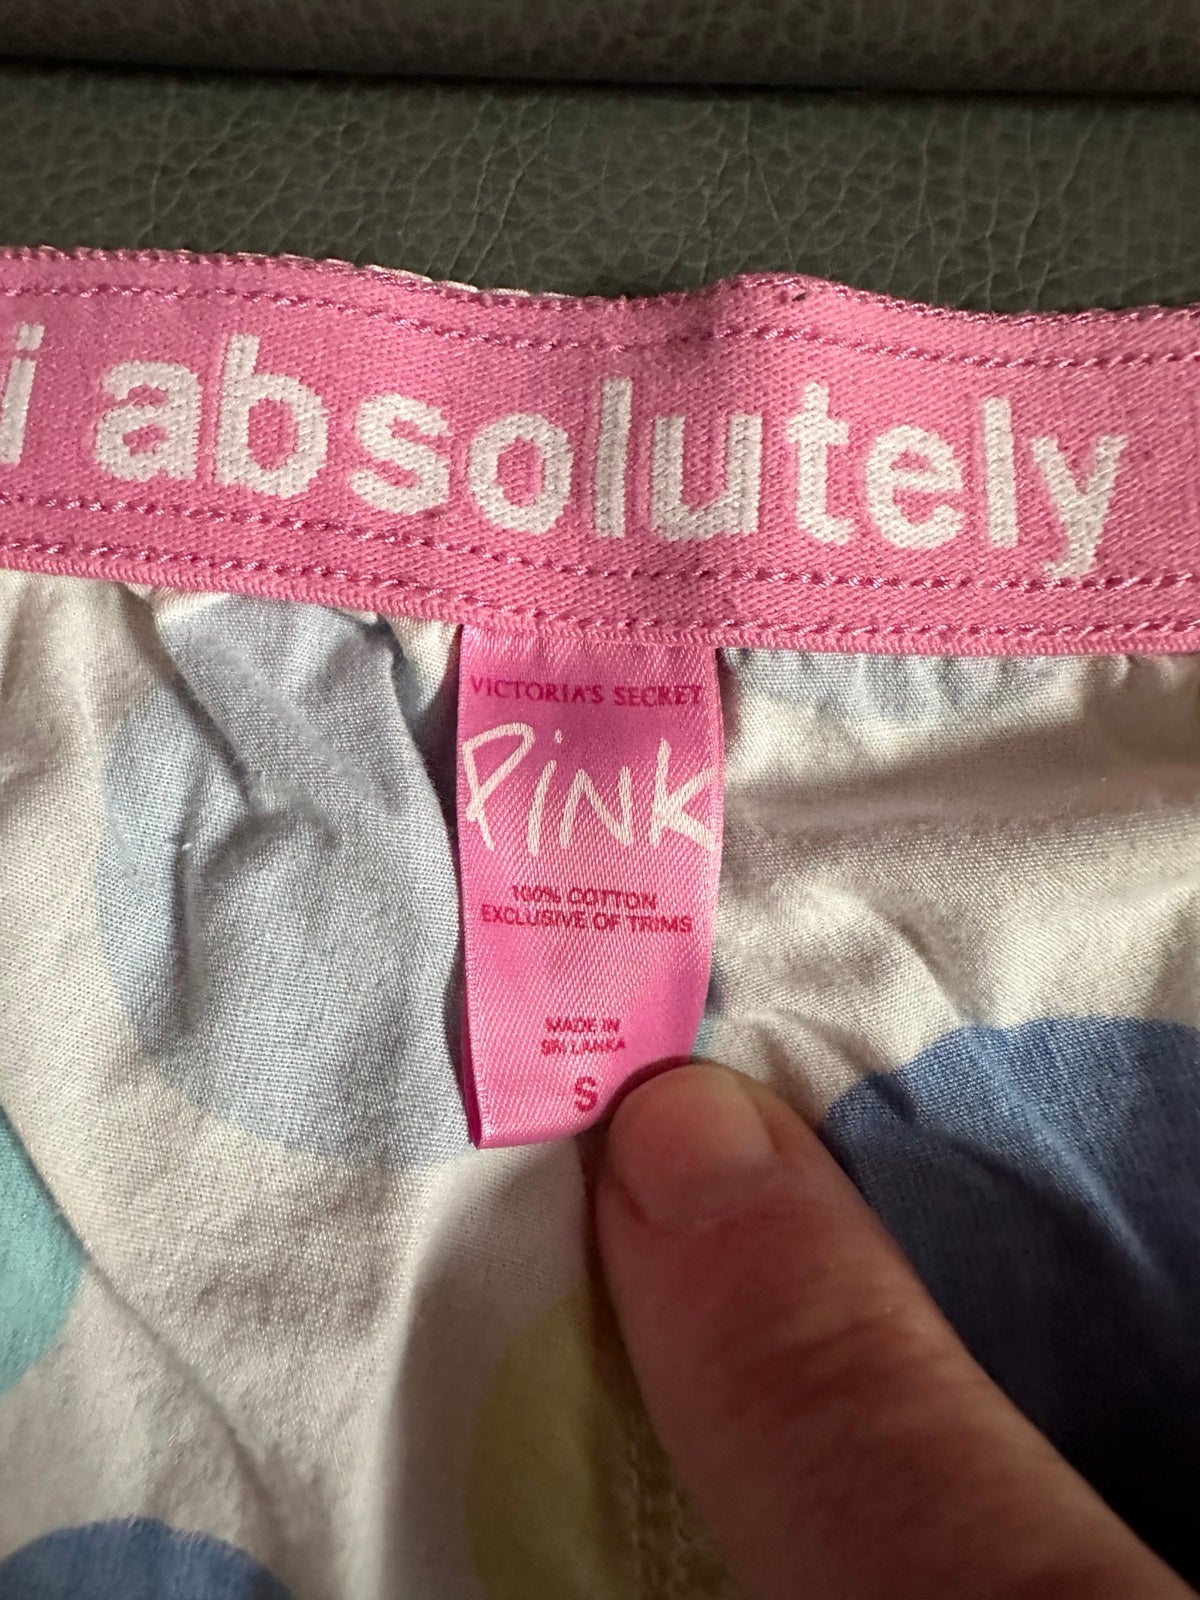 i absolutely
VICTORIA'S SECRET
PINK
100% COTTON
EXCLUSIVE OF TRIMS
MADE IN
SRI LANKA
S